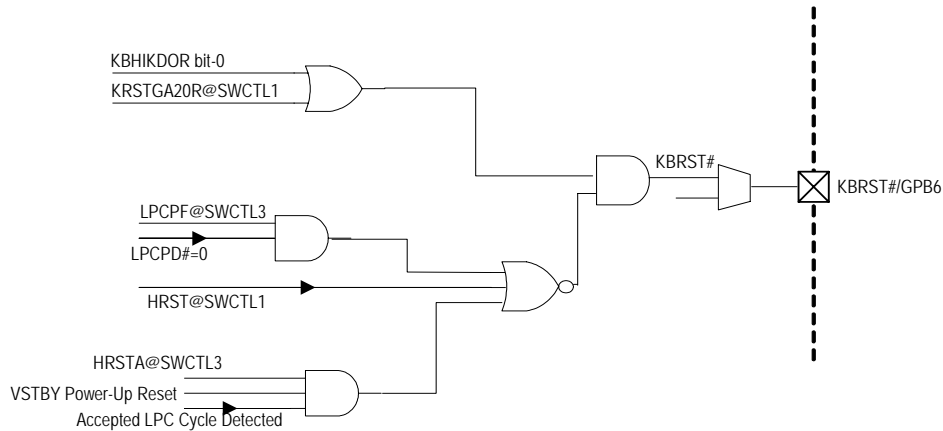 KBHIKDOR bit-0
KRSTGA20R@SWCTL1
KBRST#
KBRST#/GPB6
LPCPF@SWCTL3
LPCPD#=0
HRST@SWCTL1
HRSTA@SWCTL3
VSTBY Power-Up Reset
Accepted LPC Cycle Detected